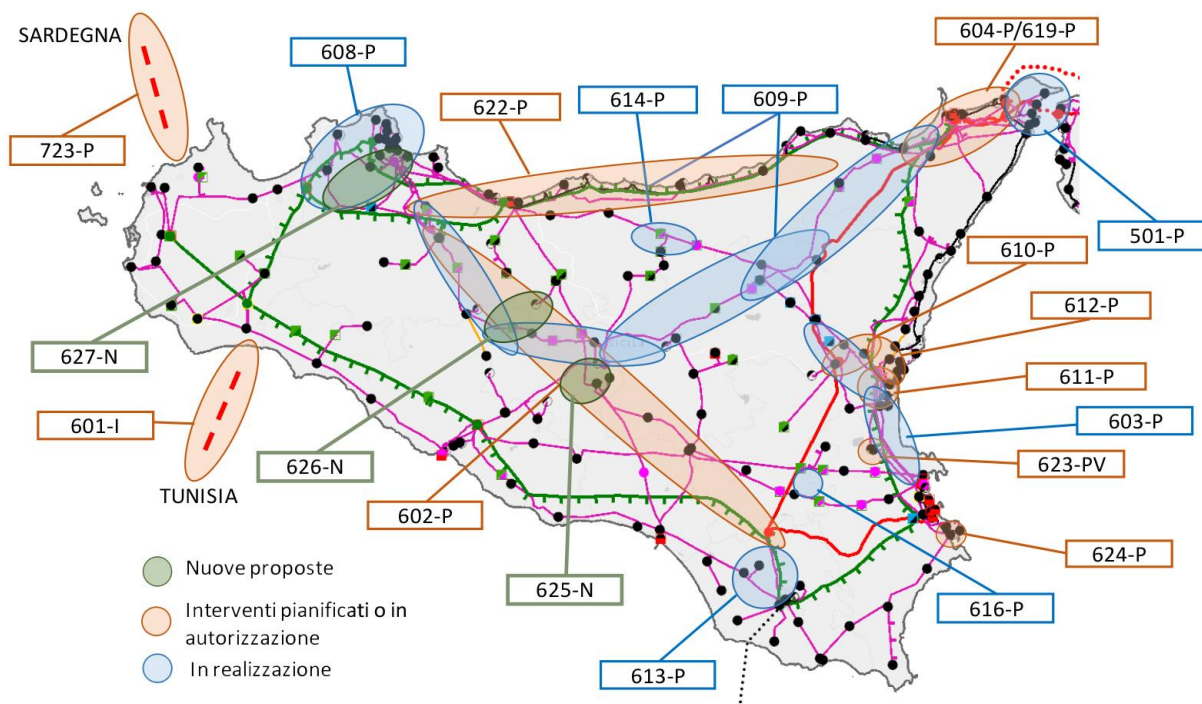 SARDEGNA
604-P/619-P
608-P
622-P
614-P
609-P
723-P
501-P
610-P
612-P
627-N
611-P
601-I
603-P
626-N
623-PV
TUNISIA
602-P
624-P
Nuove proposte
625-N
616-P
Interventi pianificati o in
autorizzazione
In realizzazione
613-P